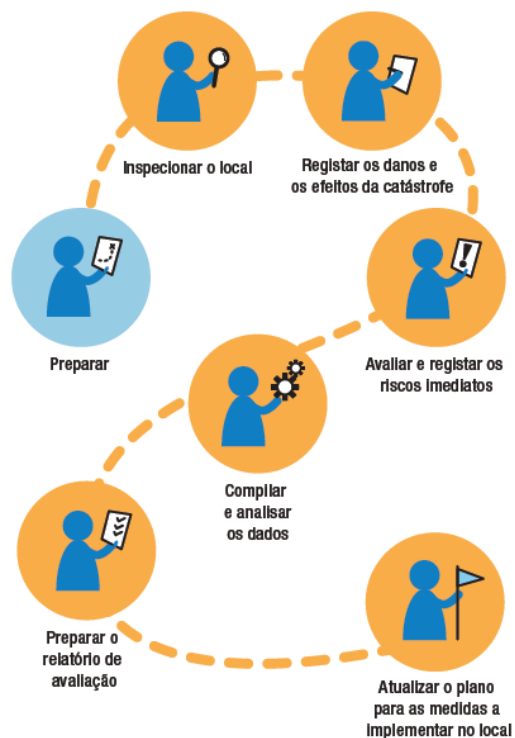 Inspecionar o local
Registar os danos e
os efeitos da catástrofe
Preparar
Avaliar e registar os
riscos imediatos
Compilar
e analisar
os dados
Preparar o
relatório de
avaliação
Atualizar o plano
para as medidas a
implementar no local